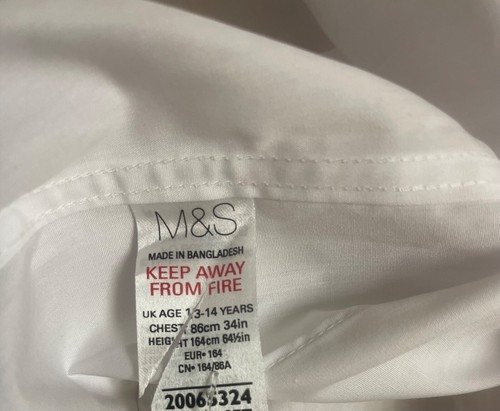 M&S
MADE IN BANGLADESH
KEEP AWAY
FROM FIRE
UK AGE 13-14 YEARS
CHEST 86cm 34in
HEIGHT 164cm 64½in
EUR• 164
CN• 164/86A
20065324